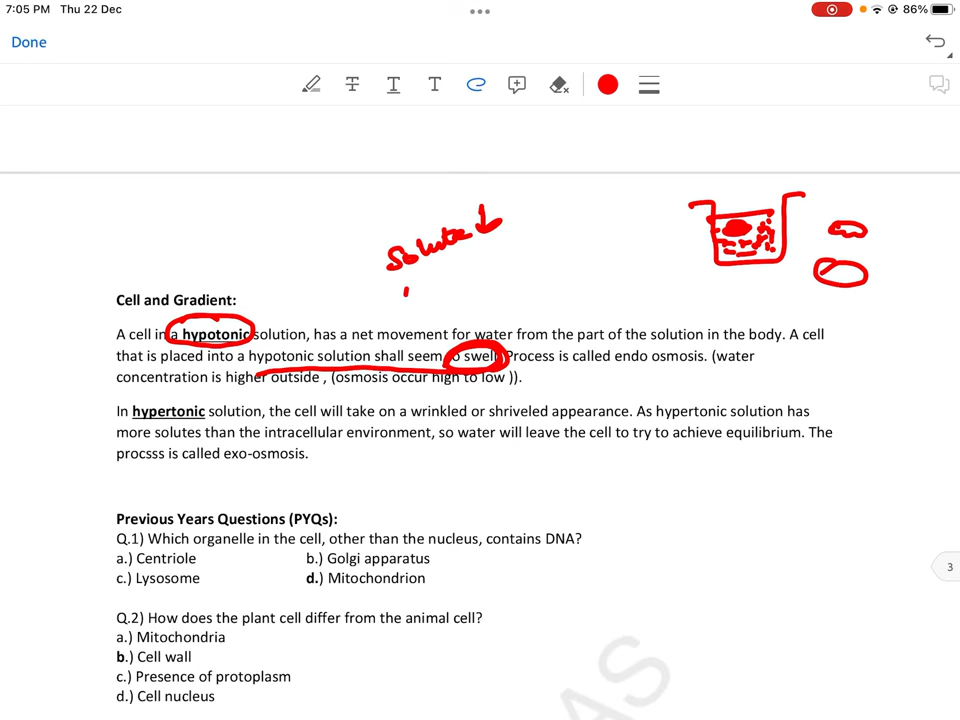 7:05 PM Thu 22 Dec
86%
Done
Solute ↓
Cell and Gradient:
A cell in a hypotonic solution, has a net movement for water from the part of the solution in the body. A cell
that is placed into a hypotonic solution shall seem to swell. Process is called endo osmosis. (water
concentration is higher outside , (osmosis occur high to low )).
In hypertonic solution, the cell will take on a wrinkled or shriveled appearance. As hypertonic solution has
more solutes than the intracellular environment, so water will leave the cell to try to achieve equilibrium. The
procsss is called exo-osmosis.
Previous Years Questions (PYQs):
Q.1) Which organelle in the cell, other than the nucleus, contains DNA?
a.) Centriole b.) Golgi apparatus
c.) Lysosome d.) Mitochondrion
3
Q.2) How does the plant cell differ from the animal cell?
a.) Mitochondria
b.) Cell wall
c.) Presence of protoplasm
d.) Cell nucleus
AS